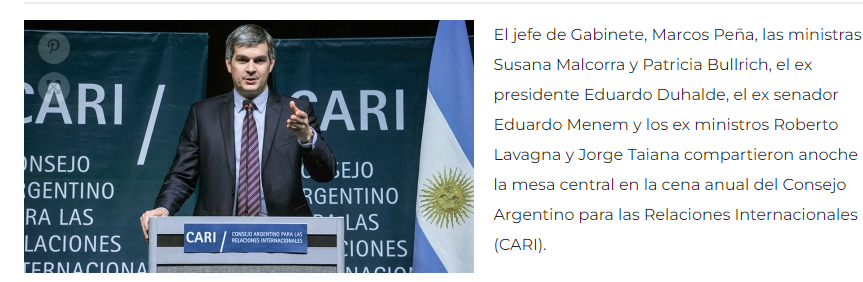 CARI/
CARI
CONSEJO
ARGENTINO
PARA LAS
RELACIONES
INTERNACIONA
CONSEJO
ARGENTINO
PARA LAS
RELACIONES
INTERNACIO
CARI / CONSEJO ARGENTINO PARA LAS
RELACIONES INTERNACIONALES
El jefe de Gabinete, Marcos Peña, las ministras
Susana Malcorra y Patricia Bullrich, el ex
presidente Eduardo Duhalde, el ex senador
Eduardo Menem y los ex ministros Roberto
Lavagna y Jorge Taiana compartieron anoche
la mesa central en la cena anual del Consejo
Argentino para las Relaciones Internacionales
(CARI).